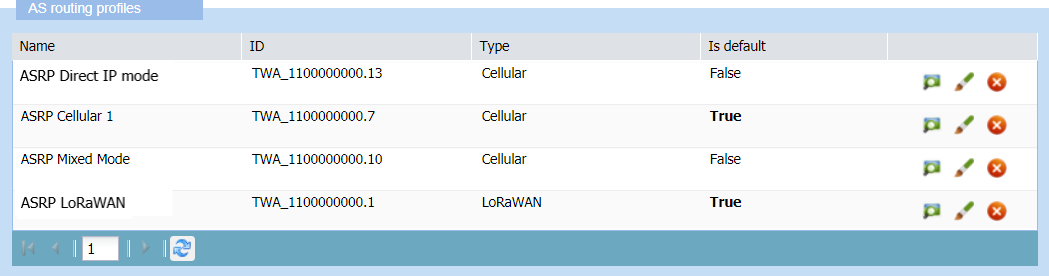 AS routing profiles
Name ID Type Is default
ASRP Direct IP mode TWA_1100000000.13 Cellular False
ASRP Cellular 1 TWA_1100000000.7 Cellular True
ASRP Mixed Mode TWA_1100000000.10 Cellular False
ASRP LoRaWAN TWA_1100000000.1 LoRaWAN True
1